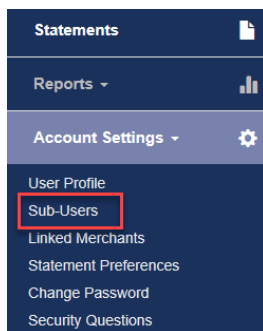 Statements
Reports
Account Settings
User Profile
Sub-Users
Linked Merchants
Statement Preferences
Change Password
Security Questions